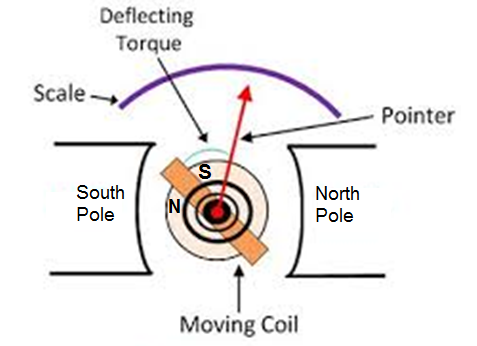 Deflecting
Torque
Scale
Pointer
S
South
Pole
N
North
Pole
Moving Coil